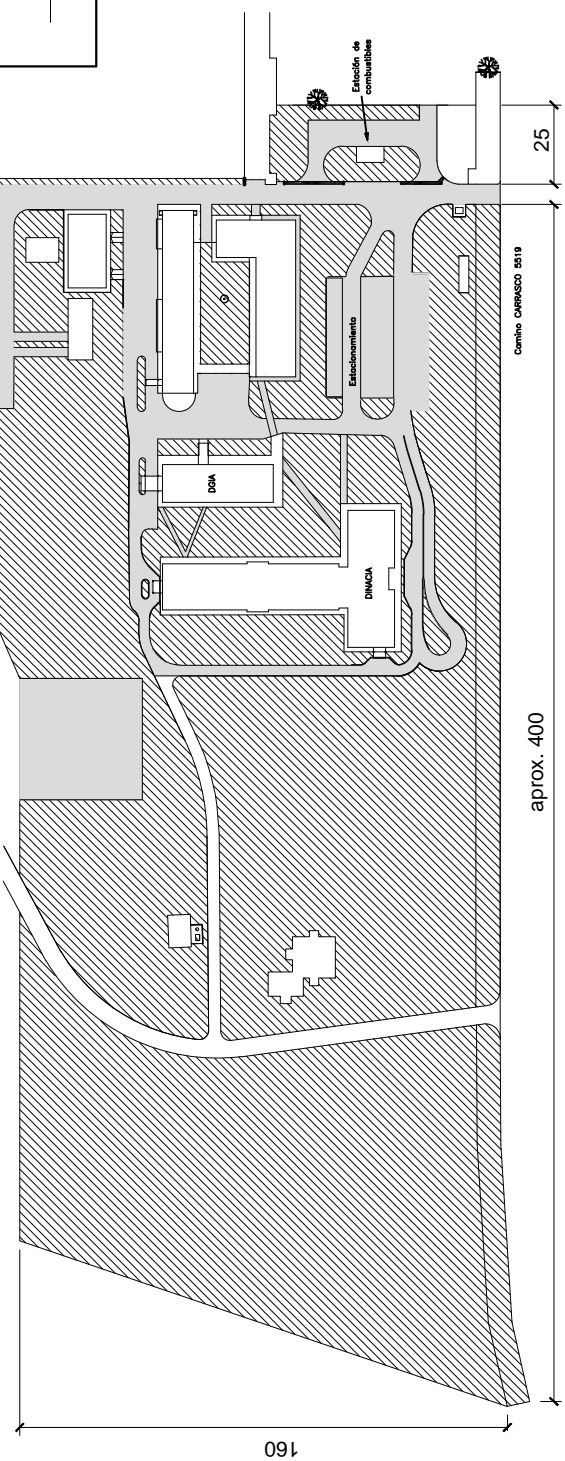 Estación de
combustibles
25
Camino CARRASCO 5519
Estacionamiento
DGIA
DINACIA
aprox. 400
160